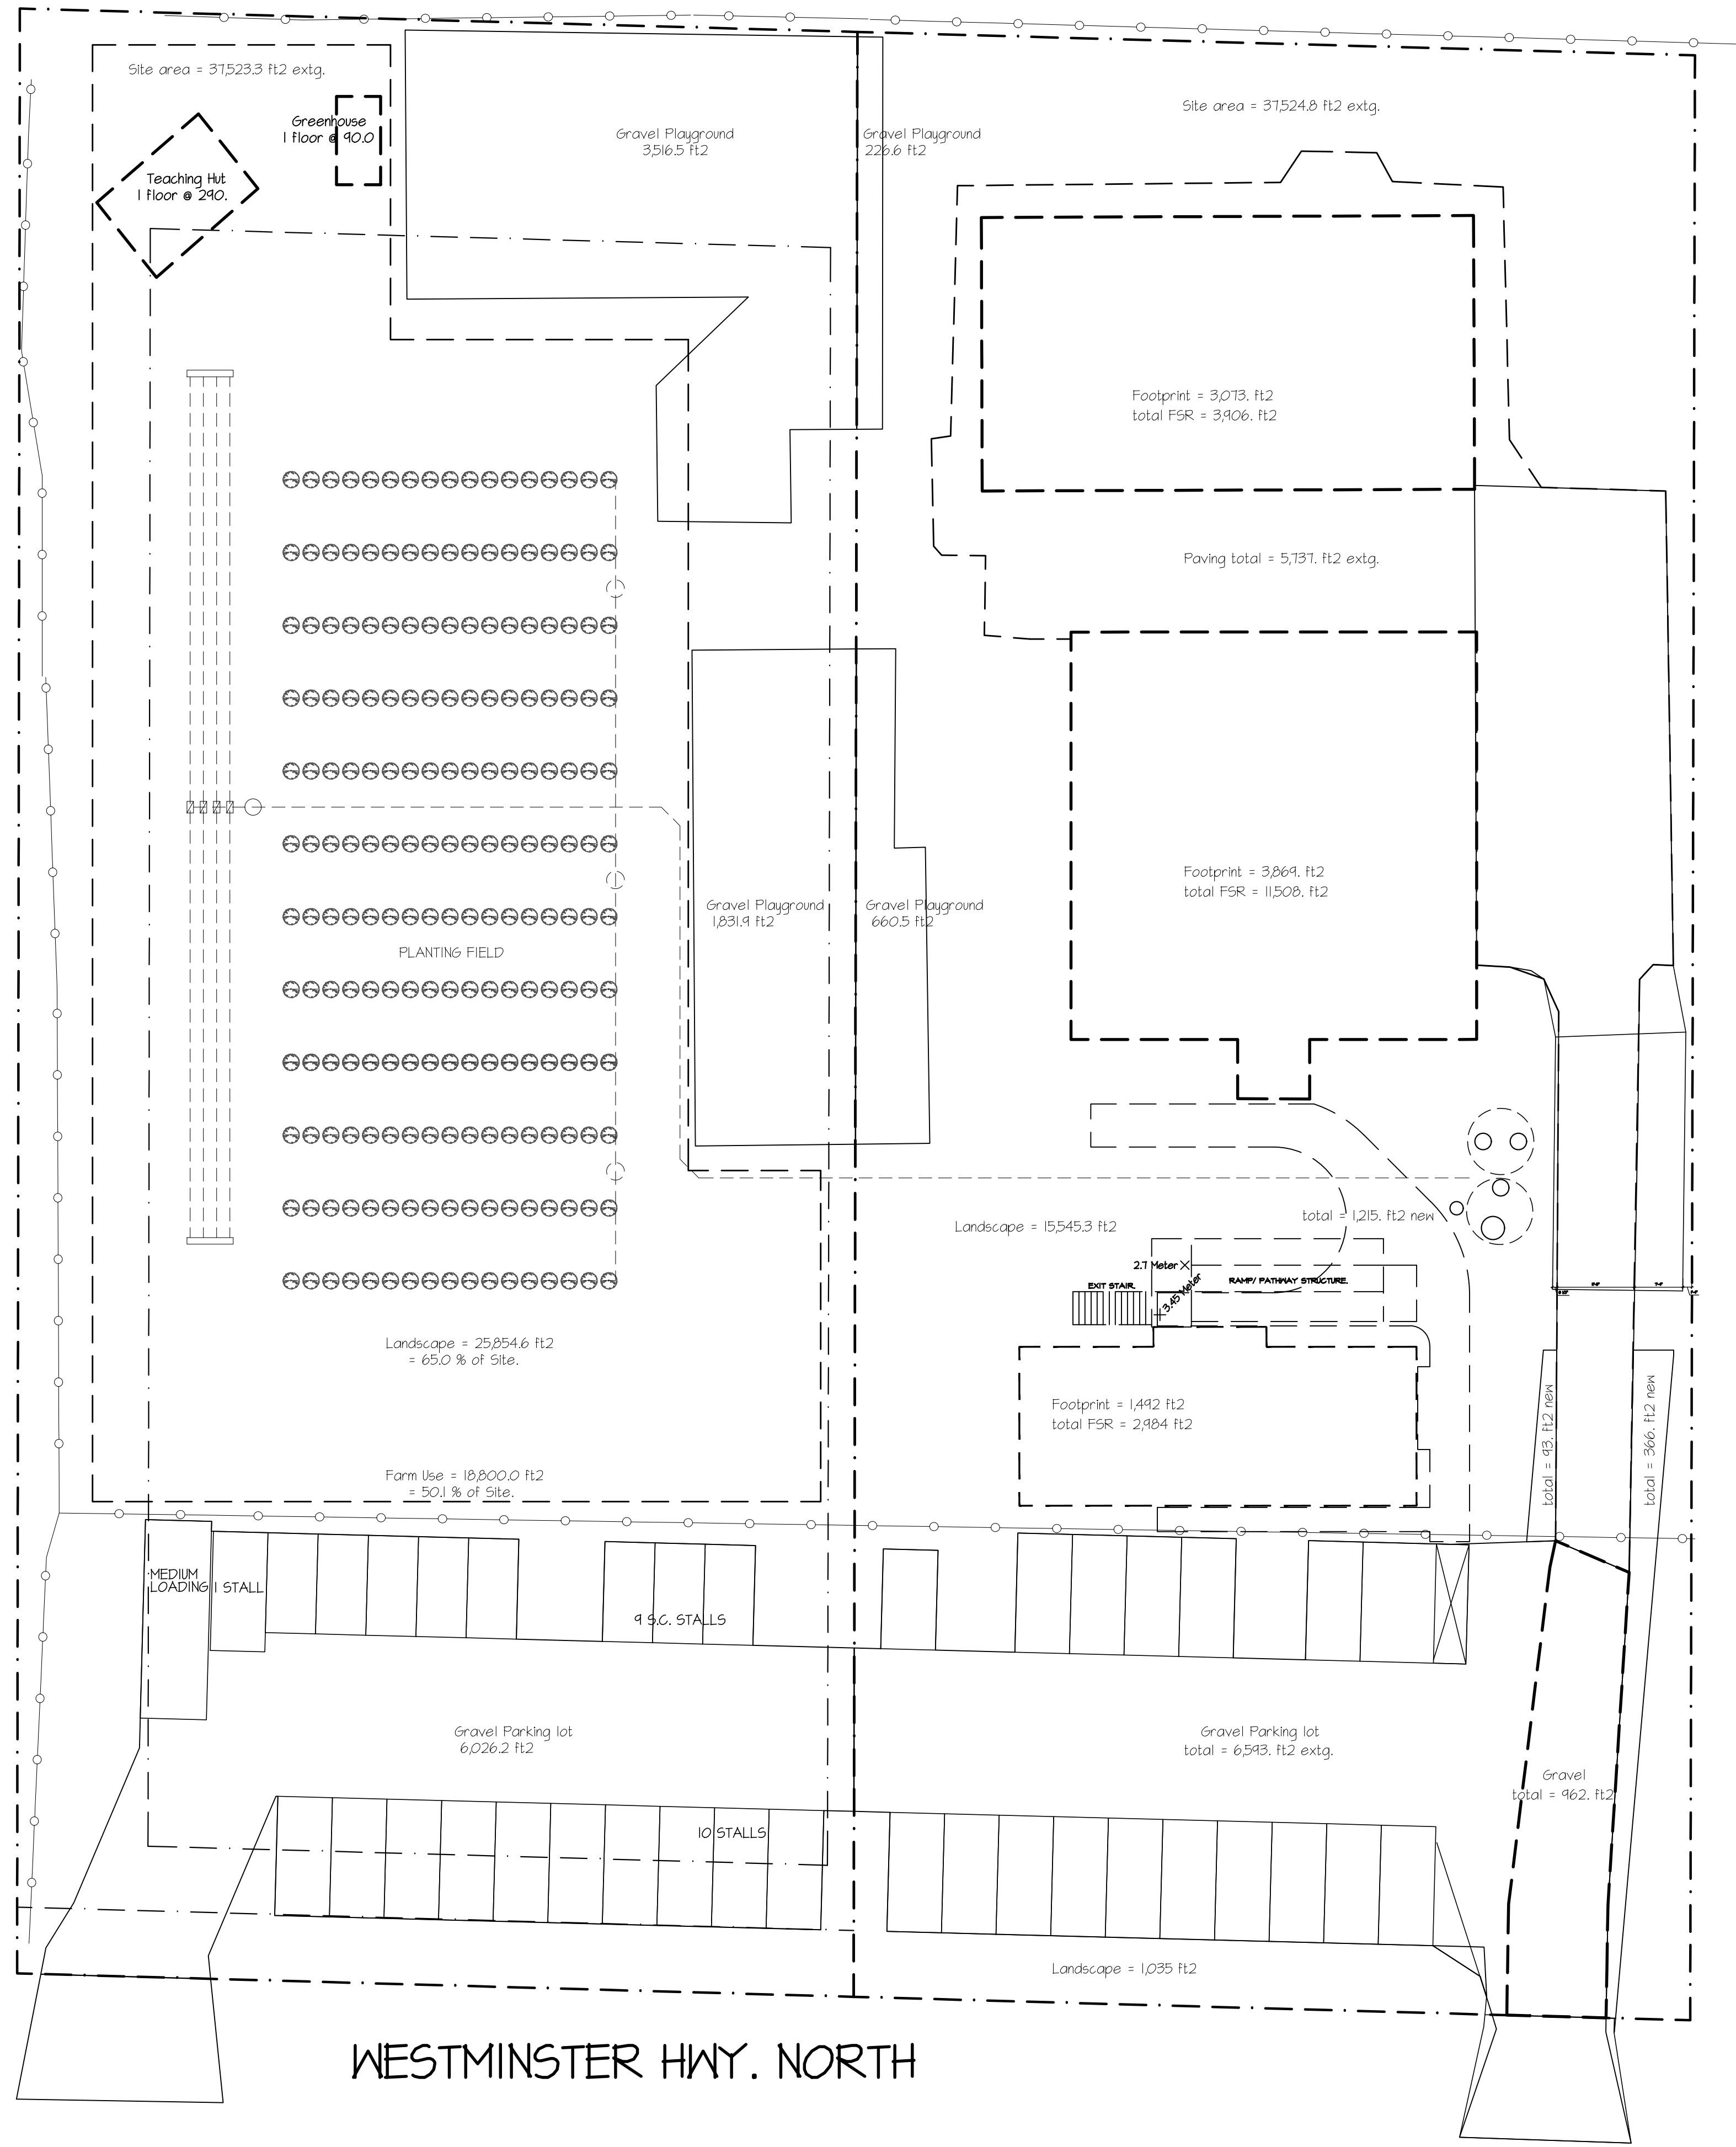 Site area = 37,523.3 ft2 extg.
Greenhouse
1 floor @ 90.0
Teaching Hut
1 floor @ 290.
Gravel Playground
3,516.5 ft2
Gravel Playground
226.6 ft2
Site area = 37,524.8 ft2 extg.
Footprint = 3,073. ft2
total FSR = 3,906. ft2
Paving total = 5,737. ft2 extg.
Footprint = 3,869. ft2
total FSR = 11,508. ft2
Gravel Playground
1,831.9 ft2
Gravel Playground
660.5 ft2
PLANTING FIELD
Landscape = 15,545.3 ft2
total = 1,215. ft2 new
2.7 Meter
3.45 Meter
EXIT STAIR.
RAMP/ PATHWAY STRUCTURE.
Landscape = 25,854.6 ft2
= 65.0 % of Site.
Footprint = 1,492 ft2
total FSR = 2,984 ft2
total = 93. ft2 new
total = 366. ft2 new
Farm Use = 18,800.0 ft2
= 50.1 % of Site.
MEDIUM
LOADING
1 STALL
9 S.C. STALLS
Gravel Parking lot
6,026.2 ft2
Gravel Parking lot
total = 6,593. ft2 extg.
Gravel
total = 962. ft2
10 STALLS
Landscape = 1,035 ft2
WESTMINSTER HWY. NORTH